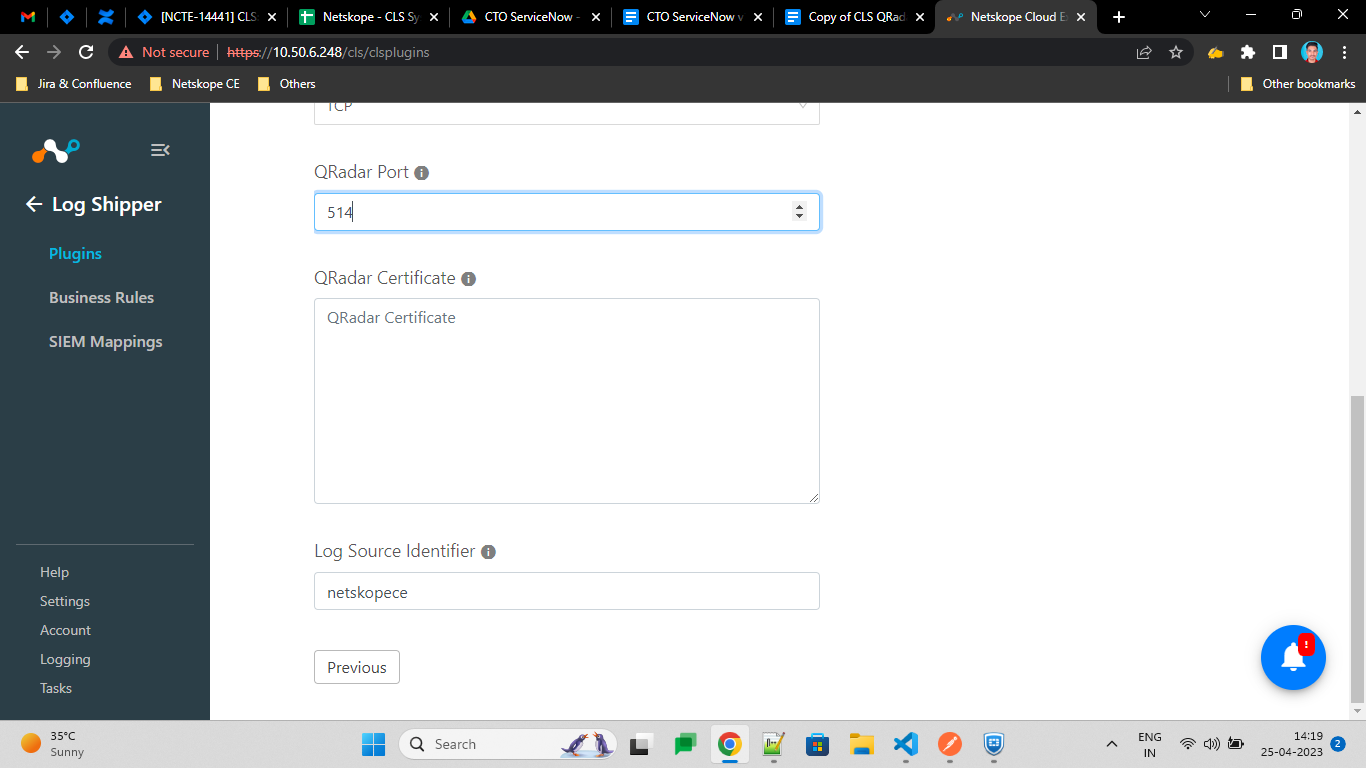 [NCTE-14441] CLS
Netskope - CLS Sy
CTO ServiceNow -
CTO ServiceNow v
Copy of CLS QRad
Netskope Cloud Ex
Not secure
https://10.50.6.248/cls/clsplugins
Jira & Confluence
Netskope CE
Others
Other bookmarks
Log Shipper
Plugins
Business Rules
SIEM Mappings
Help
Settings
Account
Logging
Tasks
TCP
QRadar Port
514
QRadar Certificate
QRadar Certificate
Log Source Identifier
netskopece
Previous
!
35°C
Sunny
Search
ENG
IN
14:19
25-04-2023
2